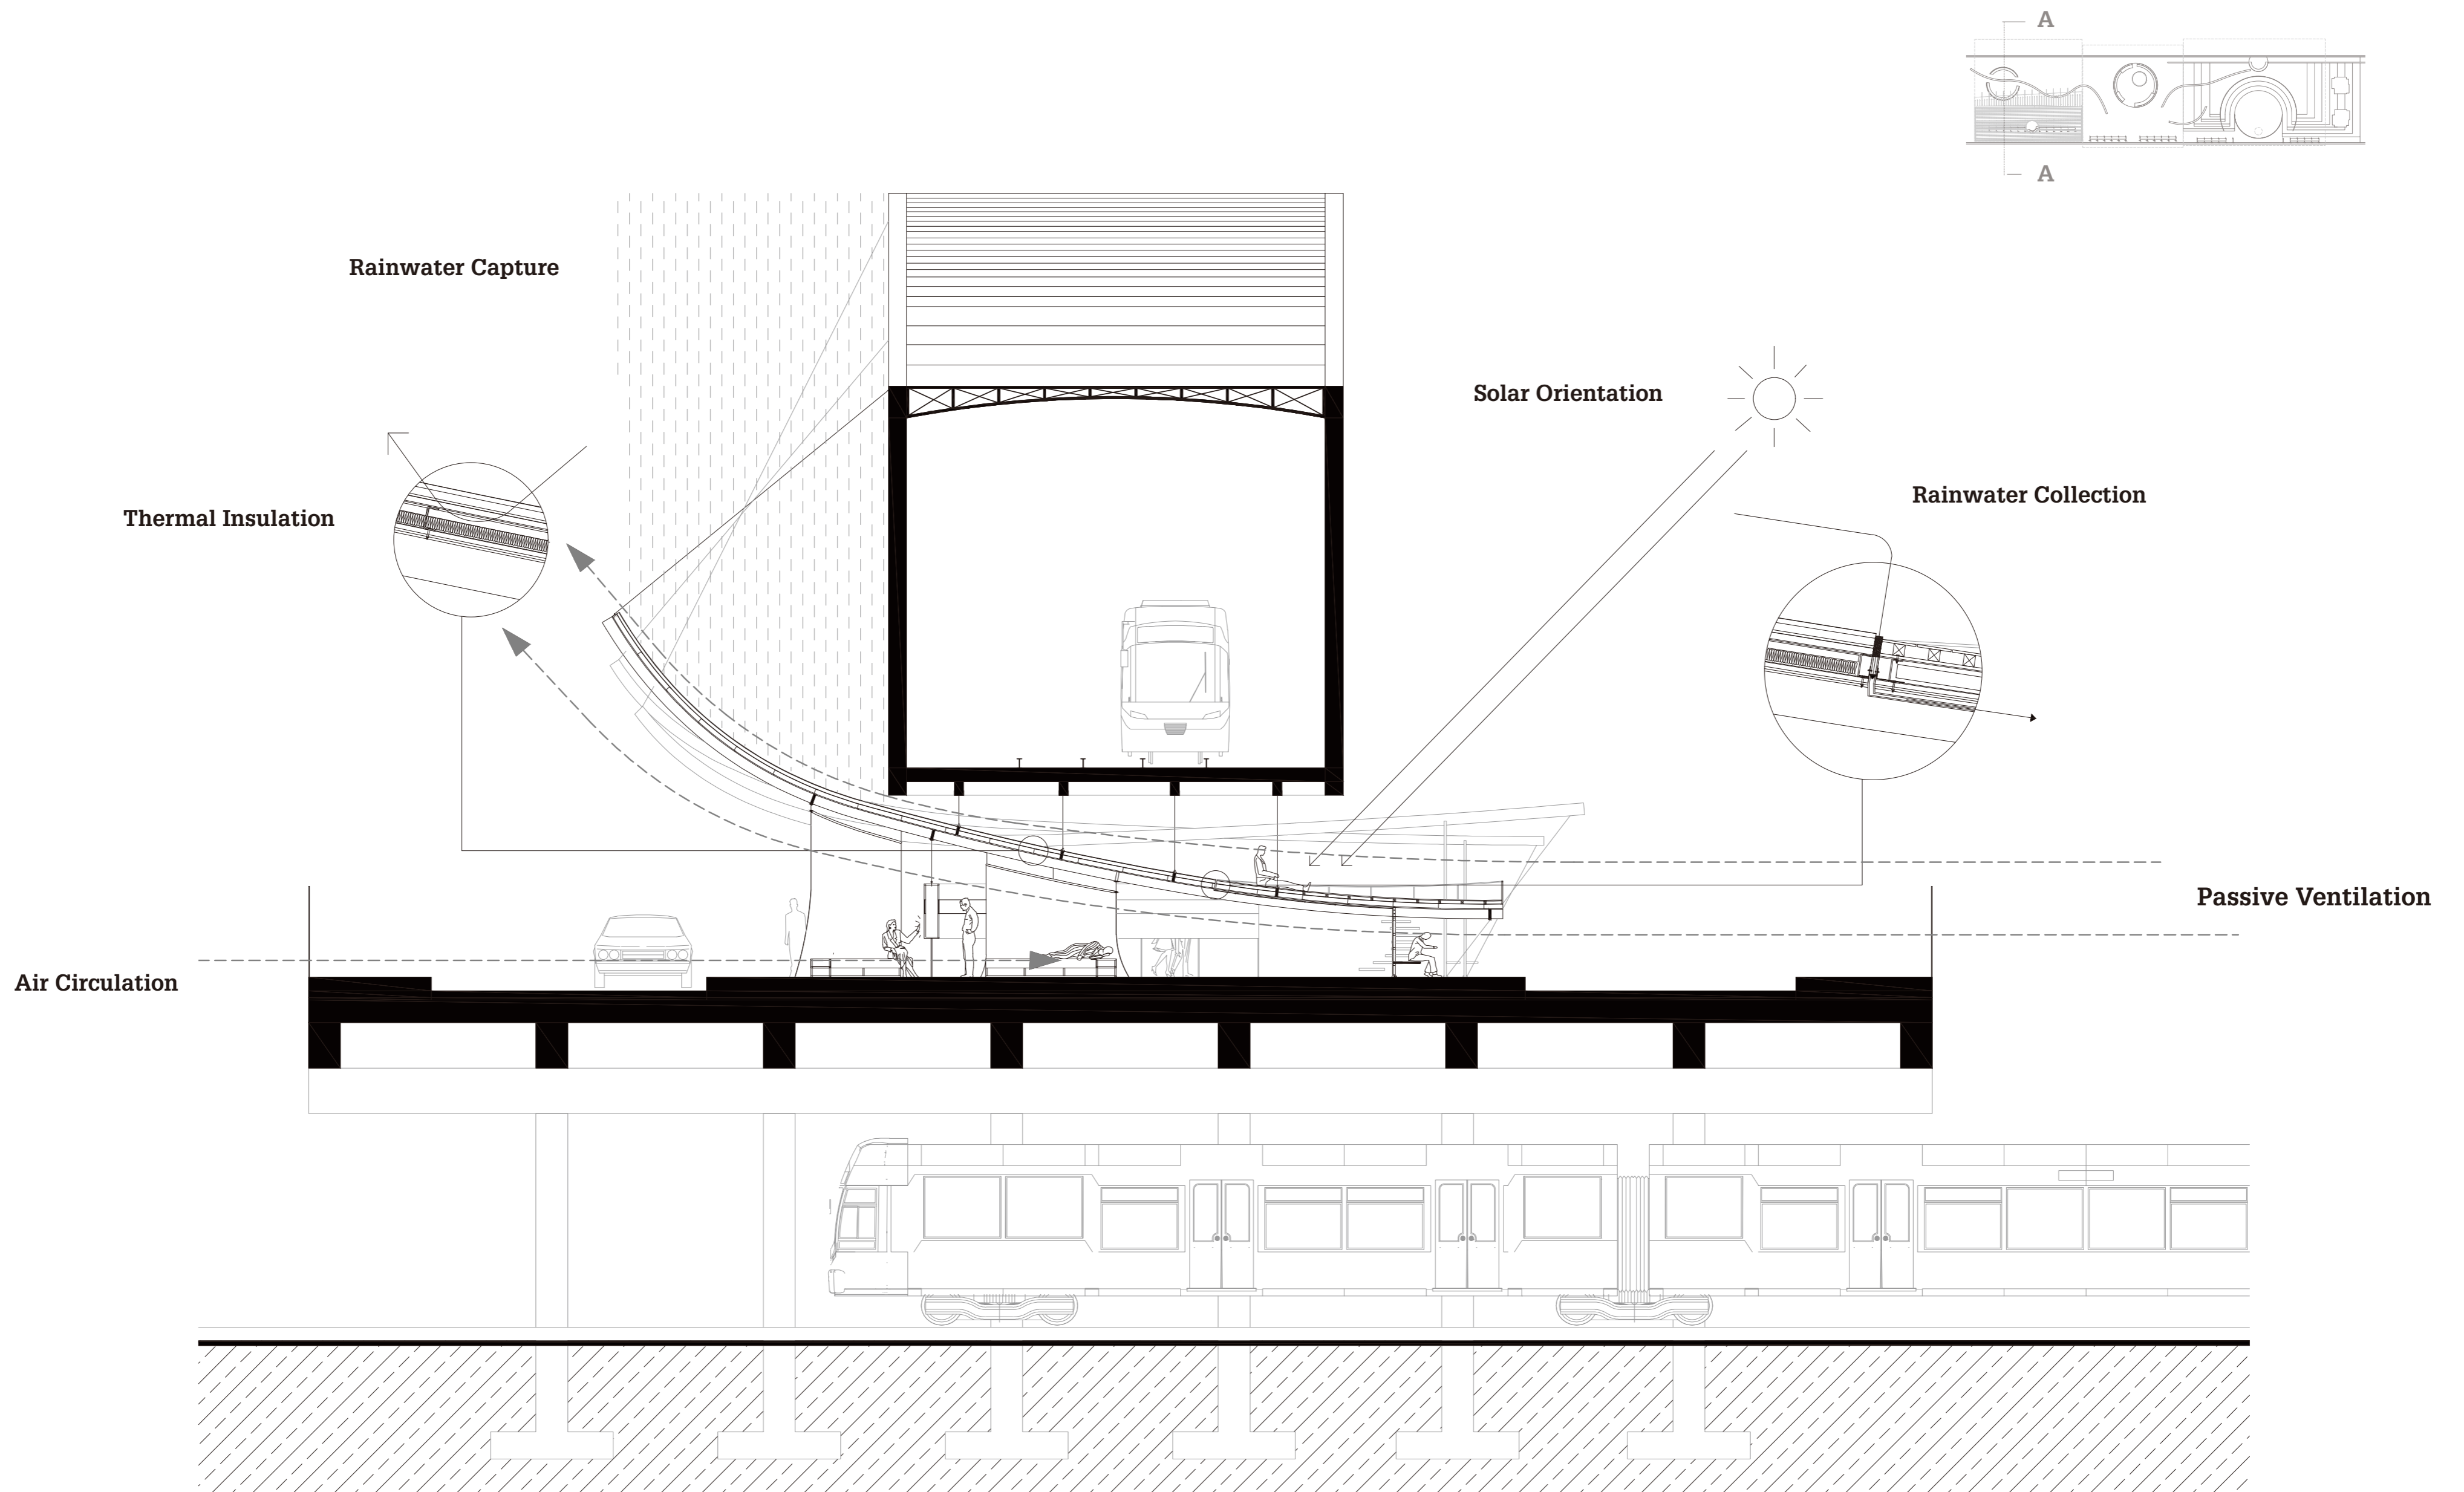 A
A
Rainwater Capture
Solar Orientation
Rainwater Collection
Thermal Insulation
Passive Ventilation
Air Circulation